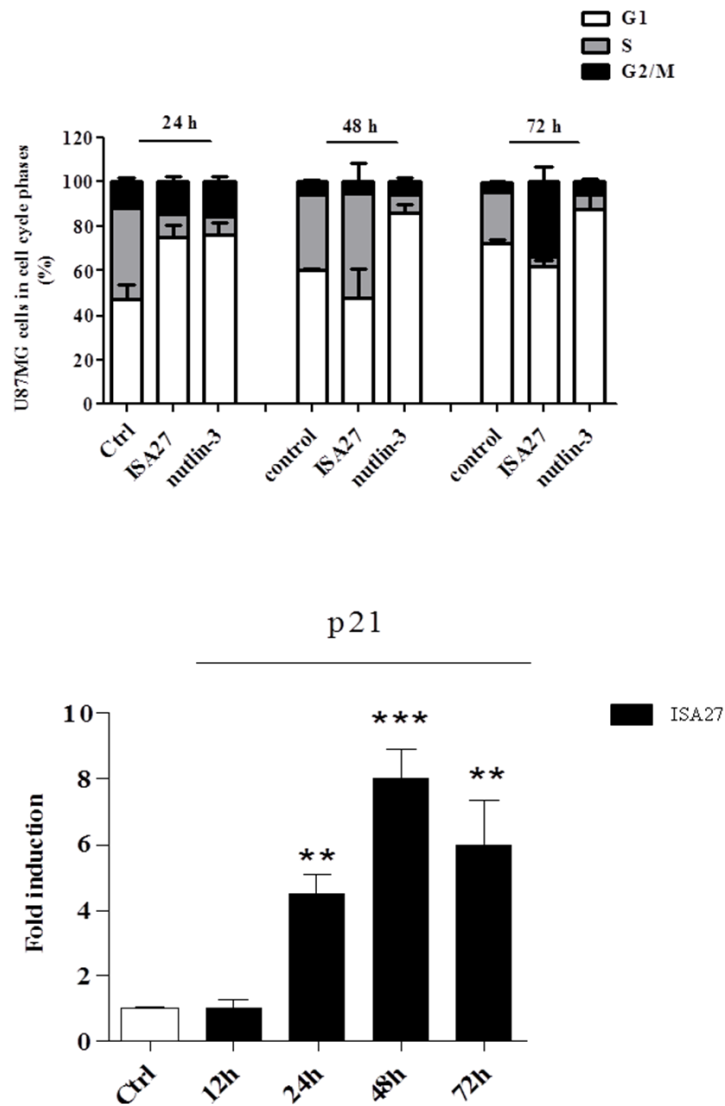 G1
S
G2/M
24 h
48 h
72 h
U87MG cells in cell cycle phases
(%)
120
100
80
60
40
20
0
Ctrl
ISA27
nutlin-3
control
ISA27
nutlin-3
control
ISA27
nutlin-3
p21
ISA27
Fold induction
10
8
6
4
2
0
**
***
**
Ctrl
12h
24h
48h
72h